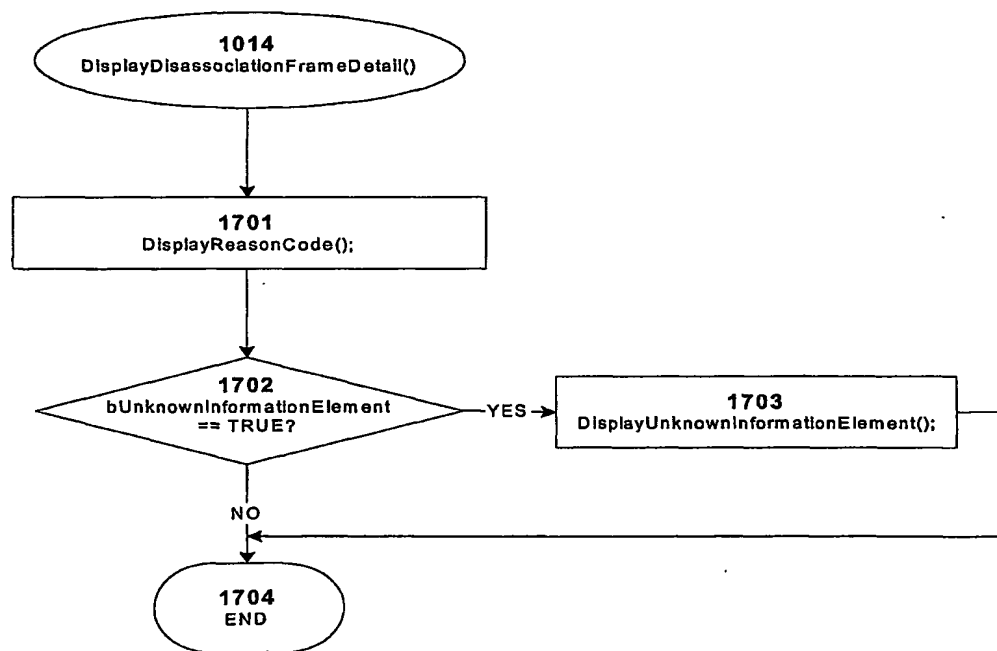 1014
DisplayDisassociationFrameDetail()
1701
DisplayReasonCode();
1702
bUnknownInformationElement
== TRUE?
YES
1703
DisplayUnknownInformationElement();
NO
1704
END